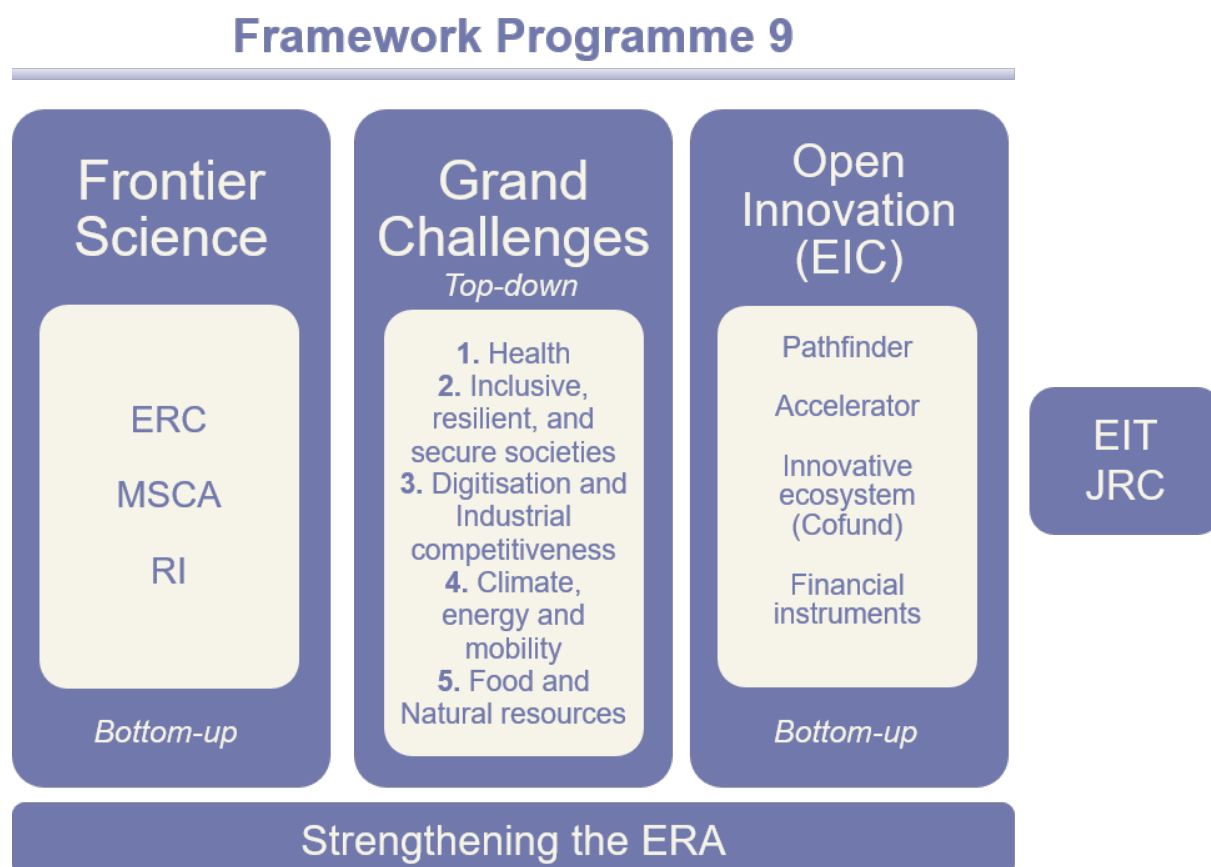 Framework Programme 9
Frontier
Science
ERC
MSCA
RI
Bottom-up
Grand
Challenges
Top-down
1. Health
2. Inclusive,
resilient, and
secure societies
3. Digitisation and
Industrial
competitiveness
4. Climate,
energy and
mobility
5. Food and
Natural resources
Open
Innovation
(EIC)
Pathfinder
Accelerator
Innovative
ecosystem
(Cofund)
Financial
instruments
Bottom-up
EIT
JRC
Strengthening the ERA